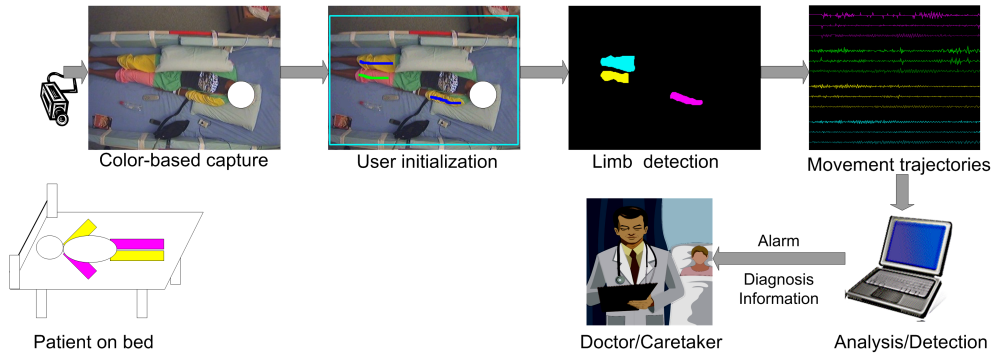 Color-based capture
User initialization
Limb detection
Movement trajectories
Alarm
Diagnosis
Information
Patient on bed
Doctor/Caretaker
Analysis/Detection